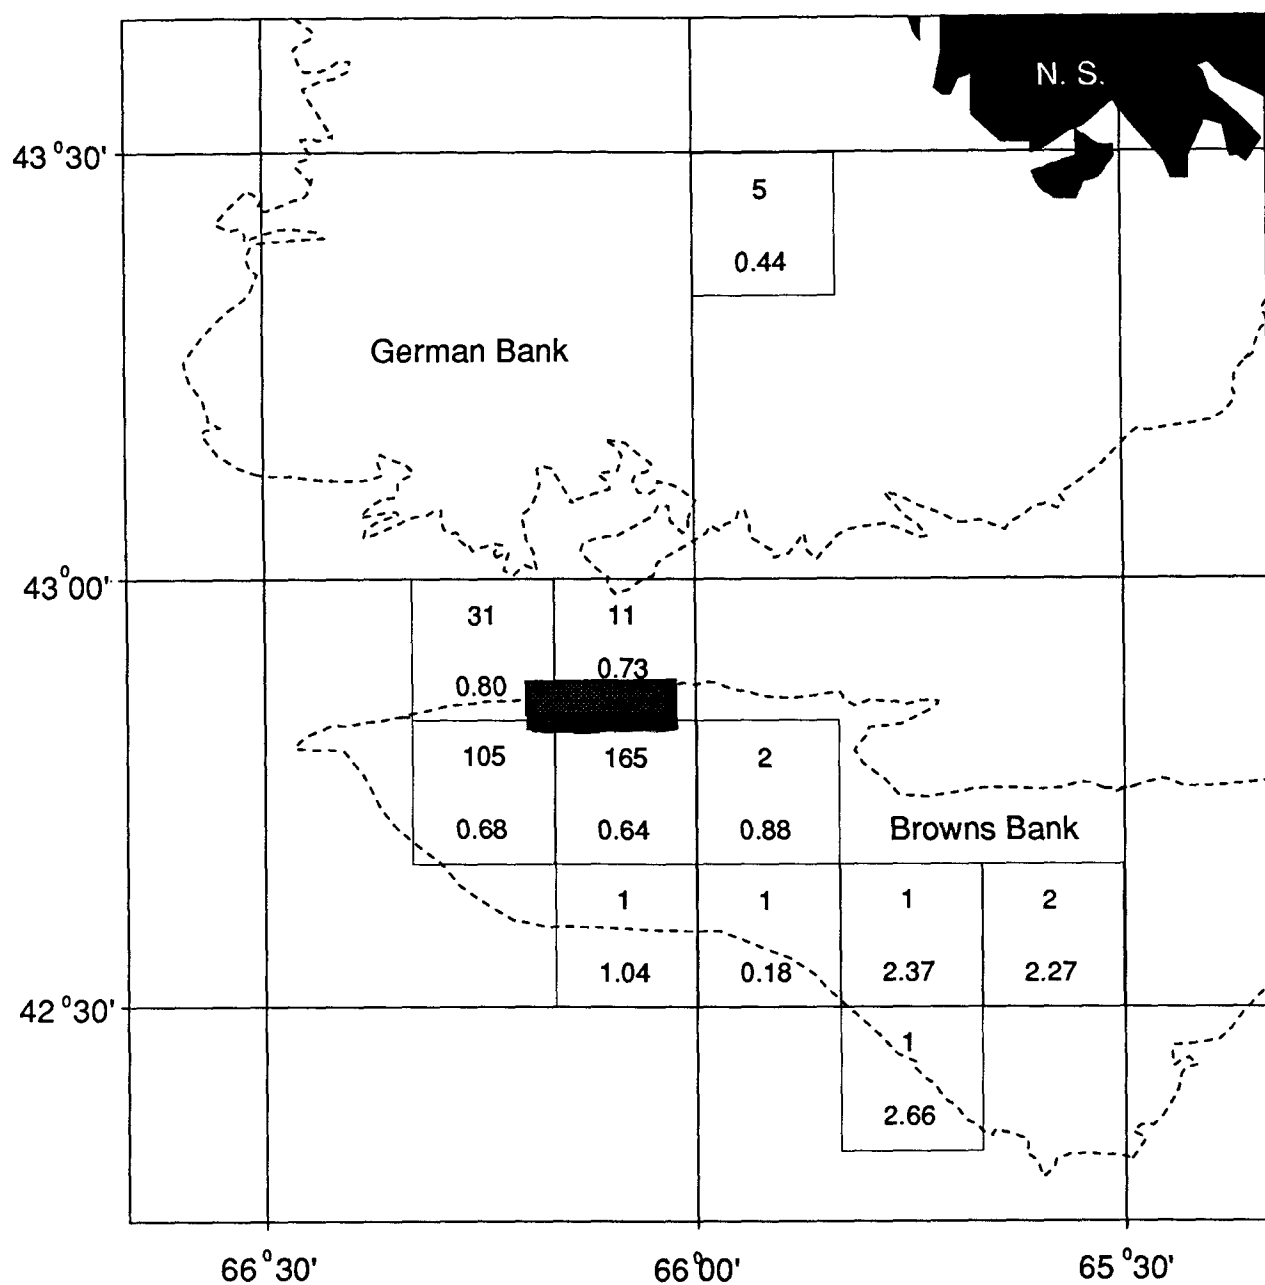 N. S.
43°30'
5
0.44
German Bank
43°00'
31 11
0.80 0.73
105 165 2
0.68 0.64 0.88
Browns Bank
1 1 1 2
1.04 0.18 2.37 2.27
42°30'
1
2.66
66°30' 66°00' 65°30'